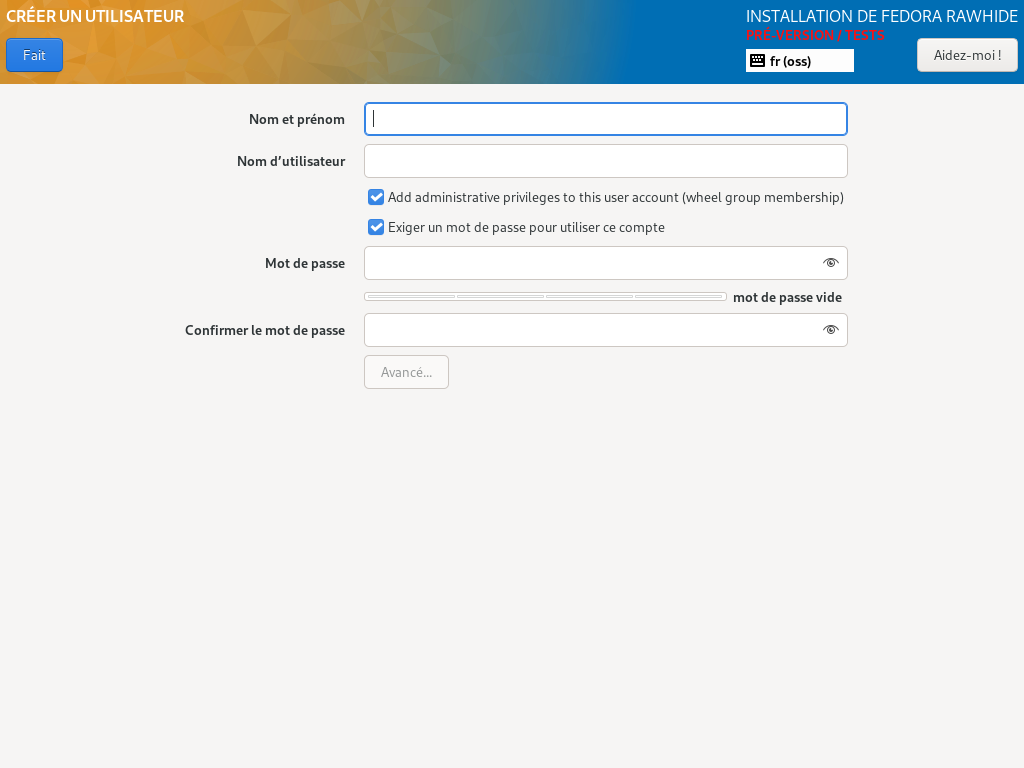 CRÉER UN UTILISATEUR
INSTALLATION DE FEDORA RAWHIDE
PRÉ-VERSION / TESTS
Fait
fr (oss)
Aidez-moi !
Nom et prénom
Nom d’utilisateur
Add administrative privileges to this user account (wheel group membership)
Exiger un mot de passe pour utiliser ce compte
Mot de passe
mot de passe vide
Confirmer le mot de passe
Avancé...